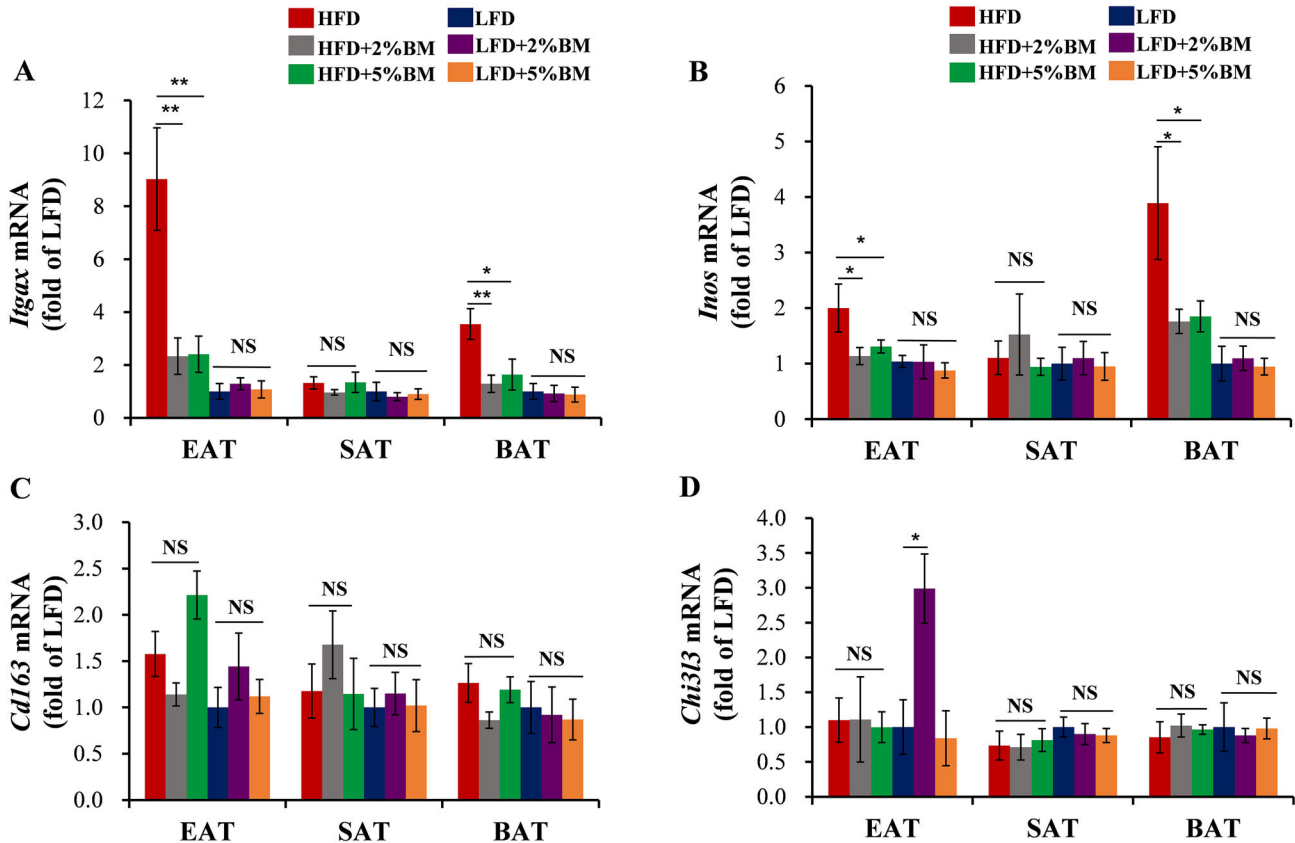 A
HFD LFD
HFD+2%BM LFD+2%BM
HFD+5%BM LFD+5%BM
Itgax mRNA
(fold of LFD)
12
10
8
6
4
2
0
**
**
NS
NS
NS
*
**
NS
EAT SAT BAT
B
HFD LFD
HFD+2%BM LFD+2%BM
HFD+5%BM LFD+5%BM
Inos mRNA
(fold of LFD)
6
5
4
3
2
1
0
*
*
NS
NS
NS
*
*
NS
EAT SAT BAT
C
Cd163 mRNA
(fold of LFD)
3.0
2.5
2.0
1.5
1.0
0.5
0.0
NS
NS
NS
NS
NS
NS
EAT SAT BAT
D
Chi3l3 mRNA
(fold of LFD)
4.0
3.5
3.0
2.5
2.0
1.5
1.0
0.5
0.0
NS
*
NS
NS
NS
NS
EAT SAT BAT